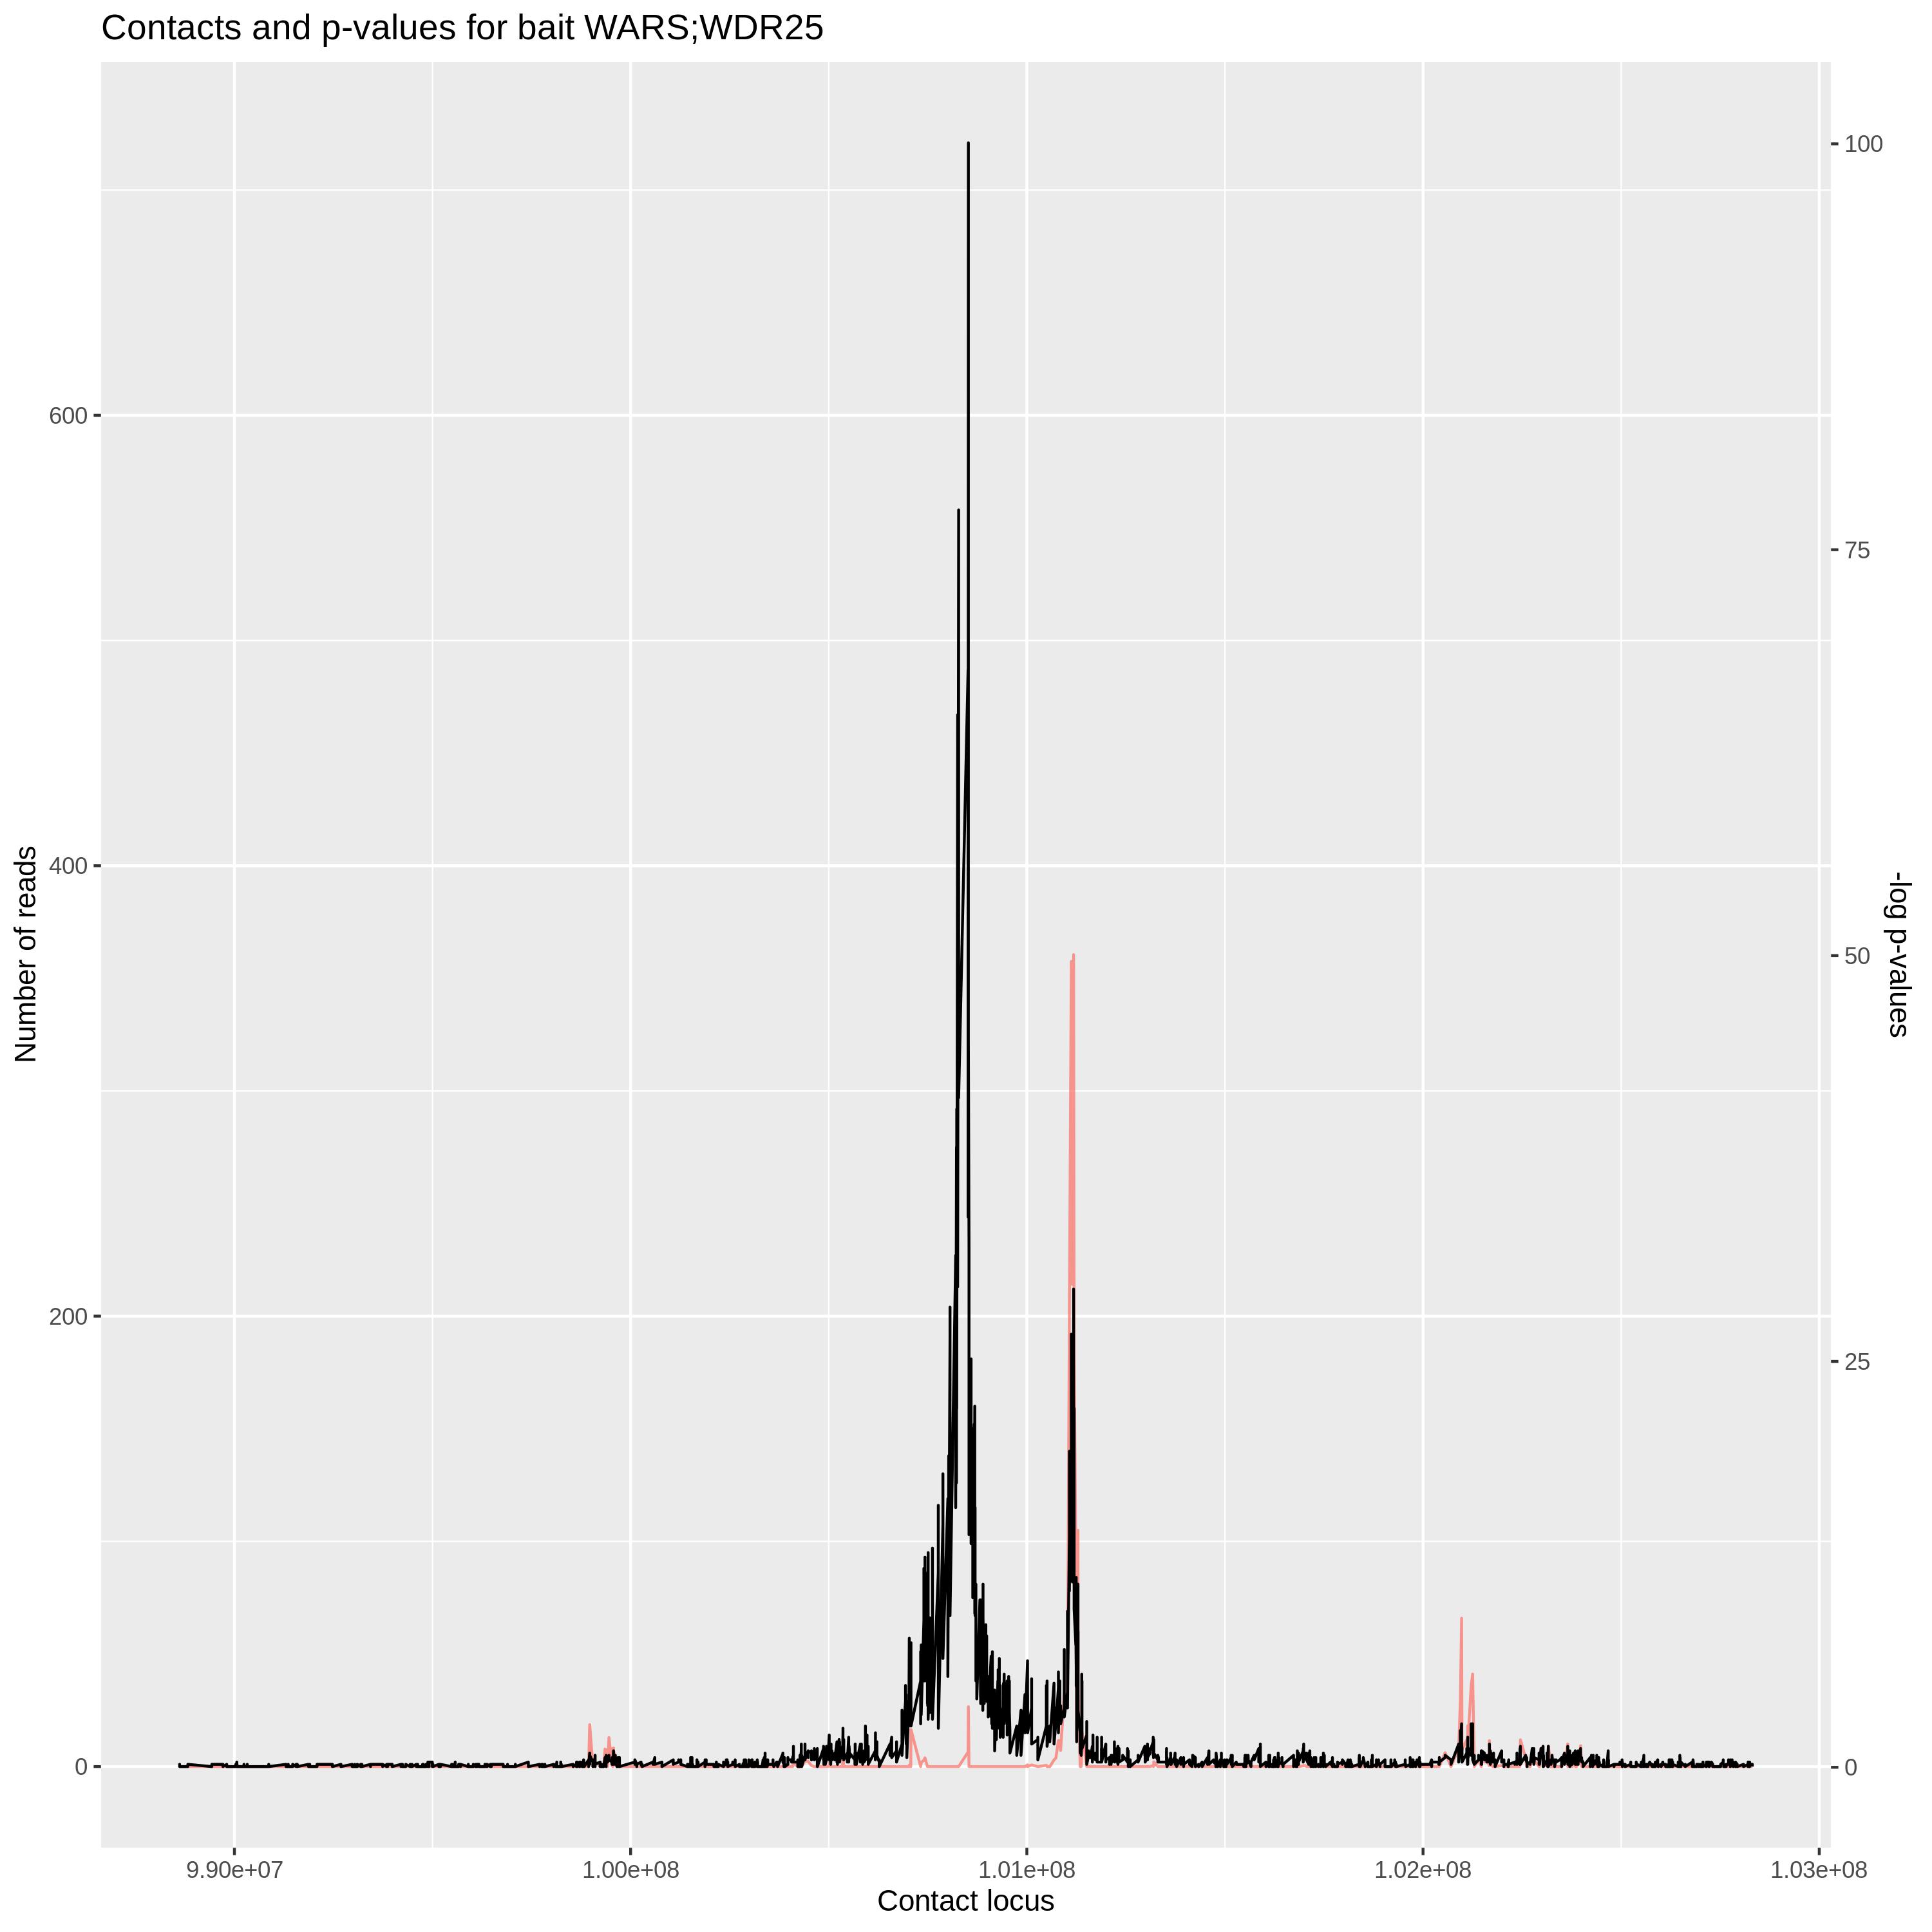 Contacts and p-values for bait WARS;WDR25
Number of reads
600
400
200
0
100
75
50
25
0
-log p-values
9.90e+07
1.00e+08
1.01e+08
1.02e+08
1.03e+08
Contact locus